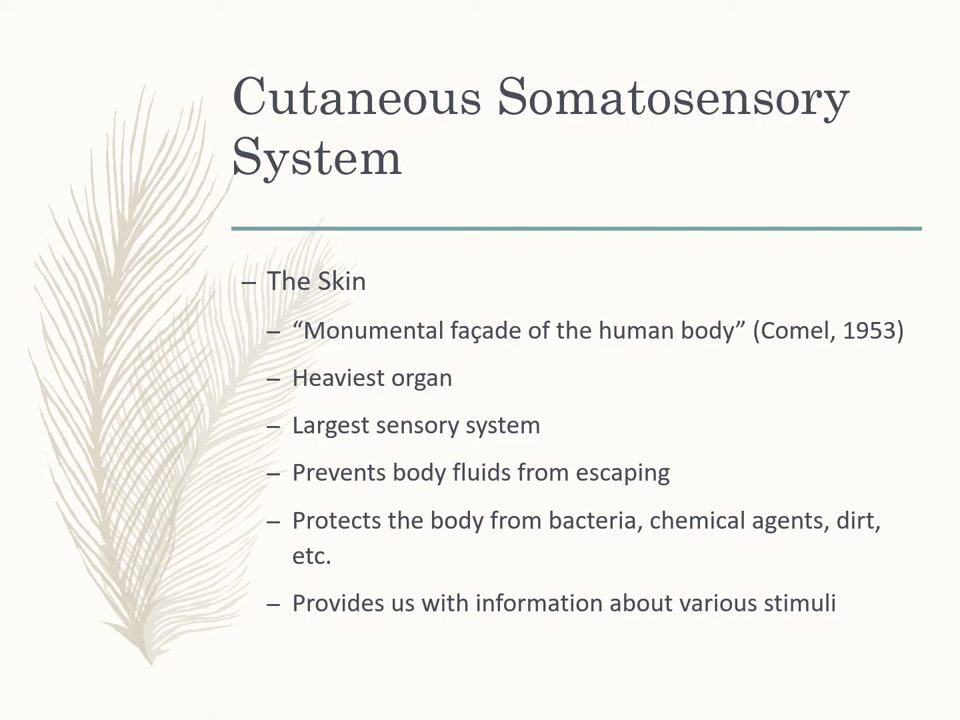 Cutaneous Somatosensory
System
– The Skin
– “Monumental façade of the human body” (Comel, 1953)
– Heaviest organ
– Largest sensory system
– Prevents body fluids from escaping
– Protects the body from bacteria, chemical agents, dirt,
etc.
– Provides us with information about various stimuli